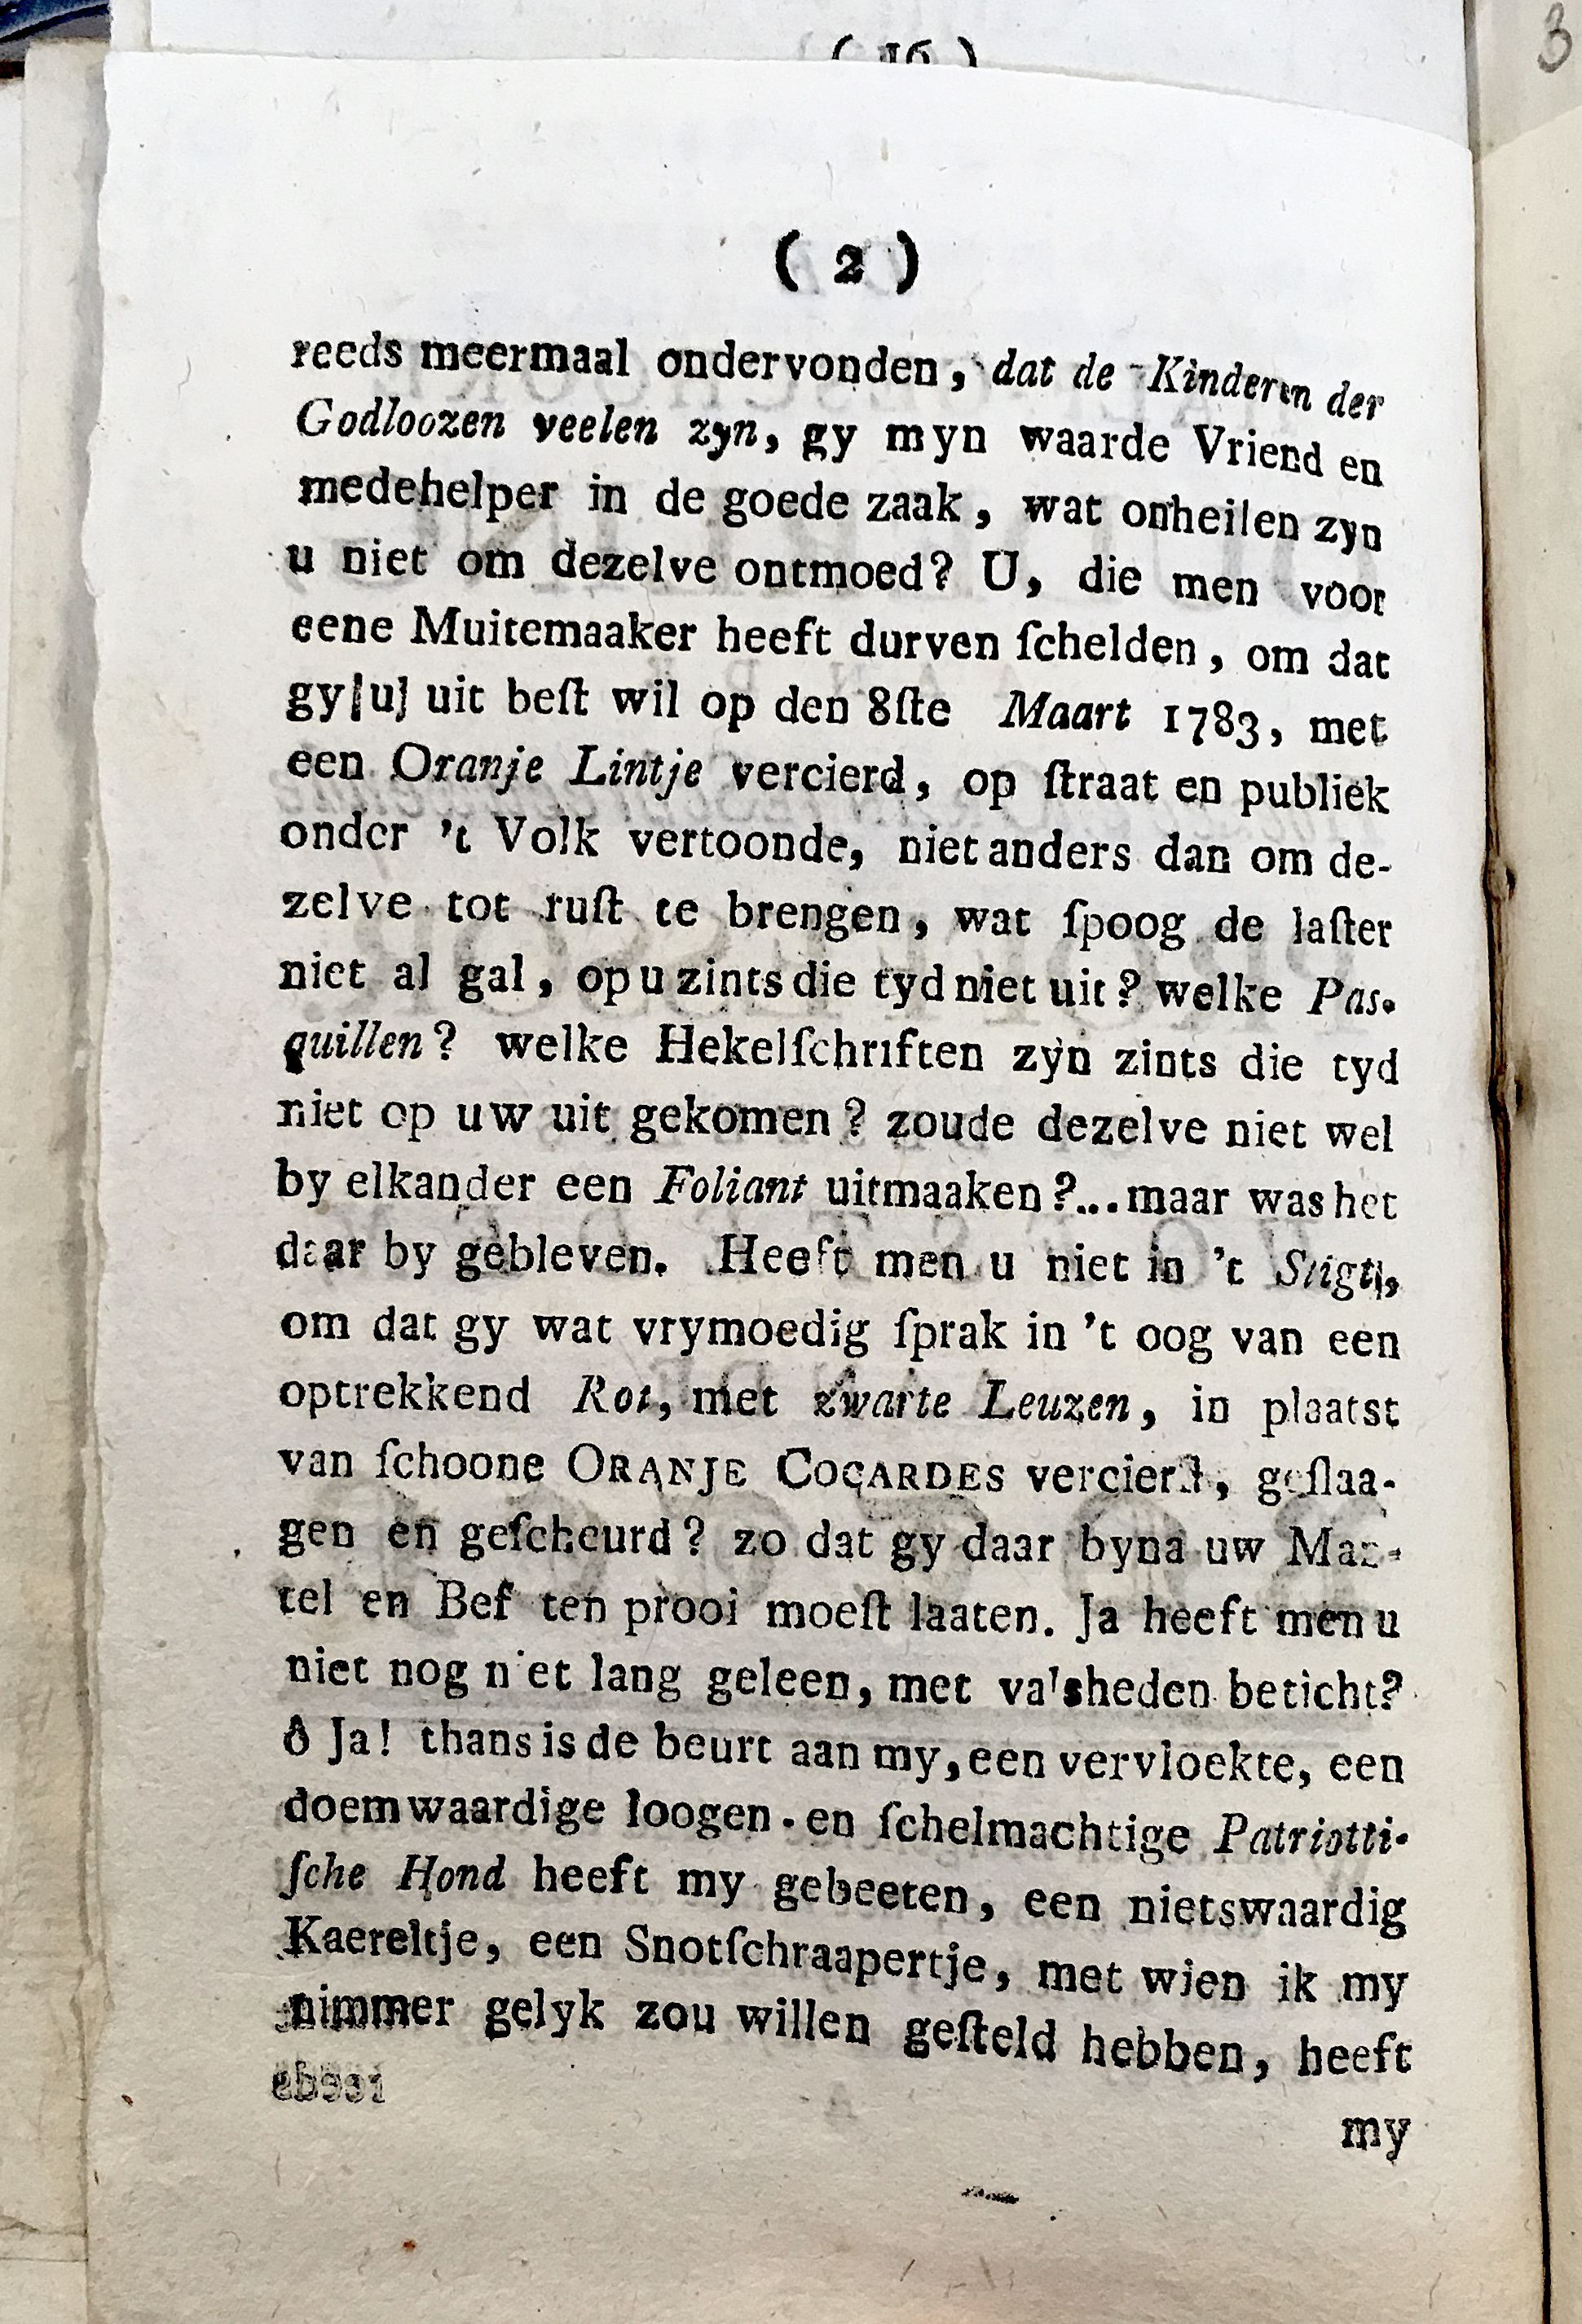 ( 16 )
3
( 2 )
reeds meermaal ondervonden, dat de Kinderen der
Godloozen veelen zyn, gy myn waarde Vriend en
medehelper in de goede zaak, wat onheilen zyn
u niet om dezelve ontmoed? U, die men voor
eene Muitemaaker heeft durven ſchelden, om dat
gy [u] uit beſt wil op den 8ſte Maart 1783, met
een Oranje Lintje vercierd, op ſtraat en publiek
onder 't Volk vertoonde, niet anders dan om de-
zelve tot ruſt te brengen, wat ſpoog de laſter
niet al gal, op u zints die tyd niet uit? welke Pas-
quillen? welke Hekelſchriften zyn zints die tyd
niet op uw uit gekomen? zoude dezelve niet wel
by elkander een Foliant uitmaaken?... maar was het
daar by gebleven. Heeft men u niet in 't Stigt,
om dat gy wat vrymoedig ſprak in 't oog van een
optrekkend Rot, met zwarte Leuzen, in plaatst
van ſchoone ORANJE COCARDES vercierd, geſlaa-
gen en geſcheurd? zo dat gy daar byna uw Man-
tel en Bef ten prooi moeſt laaten. Ja heeft men u
niet nog niet lang geleen, met valsheden beticht?
ô Ja! thans is de beurt aan my, een vervloekte, een
doemwaardige loogen- en ſchelmachtige Patriotti-
ſche Hond heeft my gebeeten, een nietswaardig
Kaereltje, een Snotſchraapertje, met wien ik my
nimmer gelyk zou willen geſteld hebben, heeft
my